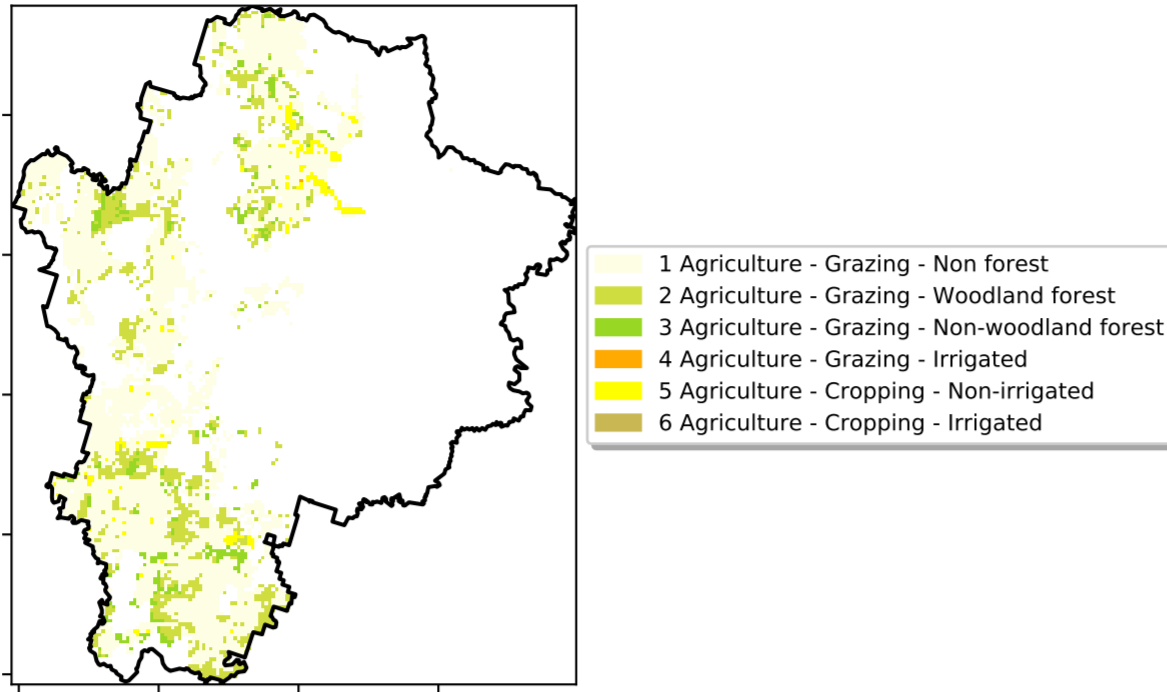 1 Agriculture - Grazing - Non forest
2 Agriculture - Grazing - Woodland forest
3 Agriculture - Grazing - Non-woodland forest
4 Agriculture - Grazing - Irrigated
5 Agriculture - Cropping - Non-irrigated
6 Agriculture - Cropping - Irrigated